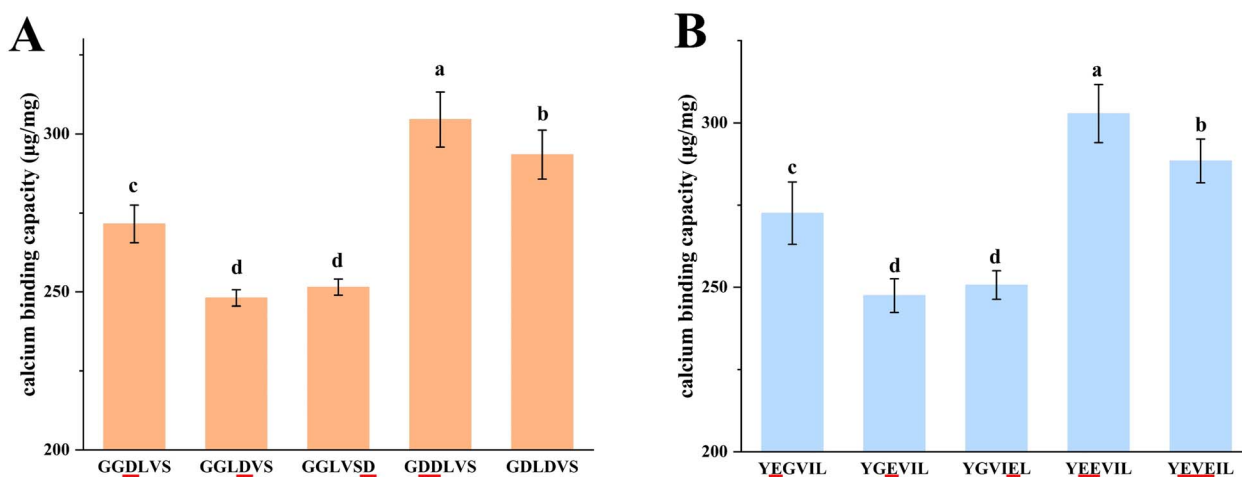 A
calcium binding capacity (μg/mg)
300
250
200
c
d
d
a
b
GGDLVS
GGLDVS
GGLVSD
GDDLVS
GDLDVS
B
calcium binding capacity (μg/mg)
300
250
200
c
d
d
a
b
YEGVIL
YGEVIL
YGVIEL
YEEVIL
YEVEIL